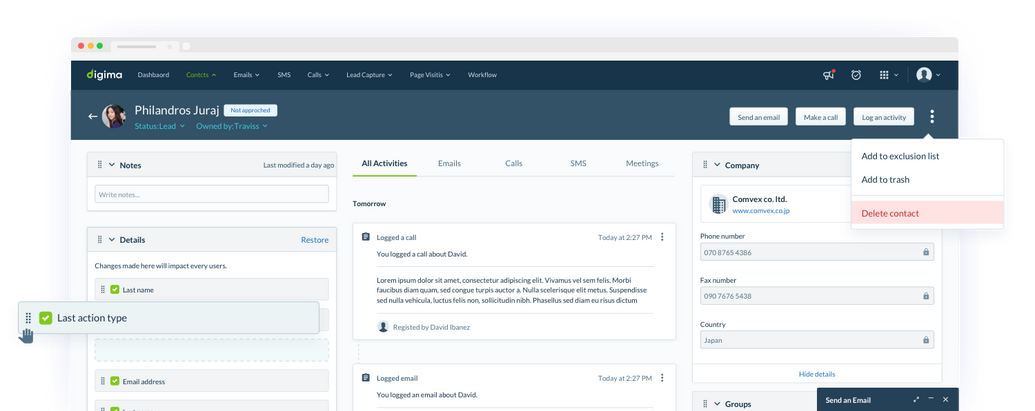 digima
Dashbaord
Contcts
Emails
SMS
Calls
Lead Capture
Page Visitis
Workflow
Philandros Juraj
Not approched
Status:Lead
Owned by:Traviss
Send an email
Make a call
Log an activity
Add to exclusion list
Add to trash
Delete contact
Notes
Last modified a day ago
Write notes...
Details
Restore
Changes made here will impact every users.
Last name
Last action type
Email address
All Activities
Emails
Calls
SMS
Meetings
Tomorrow
Logged a call
Today at 2:27 PM
You logged a call about David.
Lorem ipsum dolor sit amet, consectetur adipiscing elit. Vivamus vel sem felis. Morbi
faucibus diam quam, sed congue turpis auctor a. Nulla scelerisque elit metus. Suspendisse
sed nulla vehicula, luctus felis non, sollicitudin nibh. Phasellus sed diam eu risus dictum
Registed by David Ibanez
Logged email
Today at 2:27 PM
You logged an email about David.
Company
Comvex co. ltd.
www.comvex.co.jp
Phone number
070 8765 4386
Fax number
090 7676 5438
Country
Japan
Hide details
Groups
Send an Email